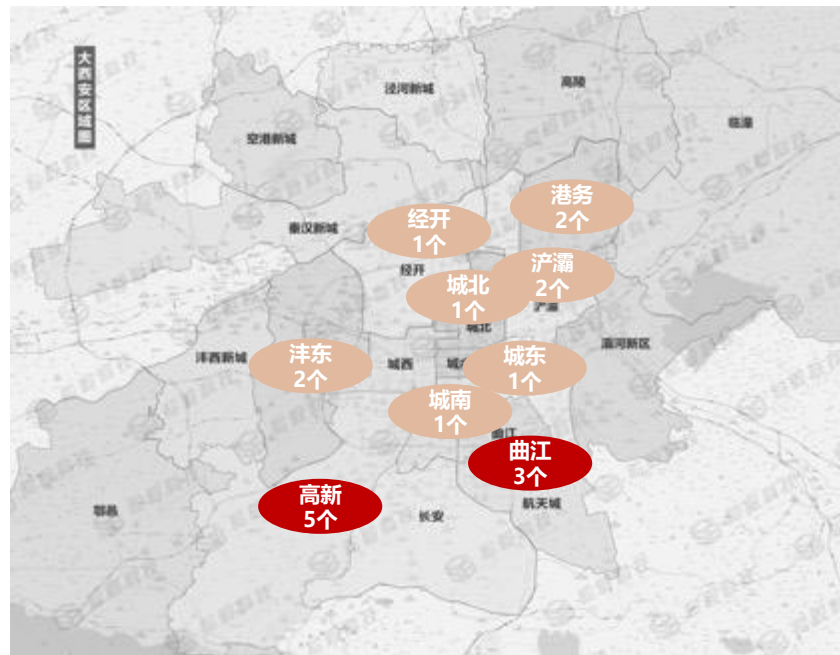 大西安区域图
泾河新城
高陵
临潼
空港新城
港务
2个
经开
1个
秦汉新城
经开
浐灞
2个
城北
1个
浐灞
城北
灞河新区
沣东
2个
沣西新城
城西
城东
1个
城南
1个
曲江
曲江
3个
高新
5个
航天城
鄠邑
长安